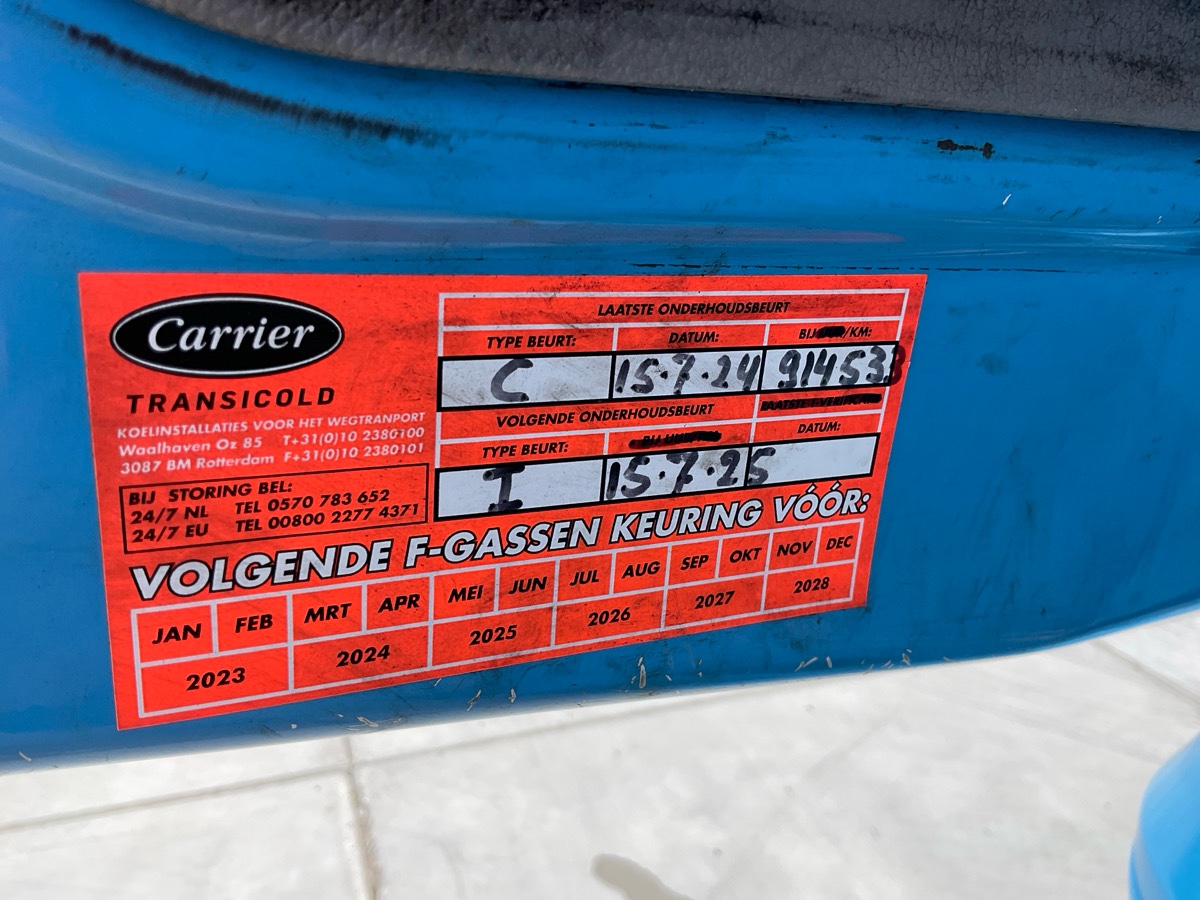 Carrier
TRANSICOLD
KOELINSTALLATIES VOOR HET WEGTRANPORT
Waalhaven Oz 85 T+31(0)10 2380100
3087 BM Rotterdam F+31(0)10 2380101
BIJ STORING BEL:
24/7 NL TEL 0570 783 652
24/7 EU TEL 00800 2277 4371
LAATSTE ONDERHOUDSBEURT
TYPE BEURT: DATUM: BIJ /KM:
C 15.7.24 914533
VOLGENDE ONDERHOUDSBEURT
TYPE BEURT: DATUM:
I 15.7.25
VOLGENDE F-GASSEN KEURING VÓÓR:
JAN FEB MRT APR MEI JUN JUL AUG SEP OKT NOV DEC
2023 2024 2025 2026 2027 2028